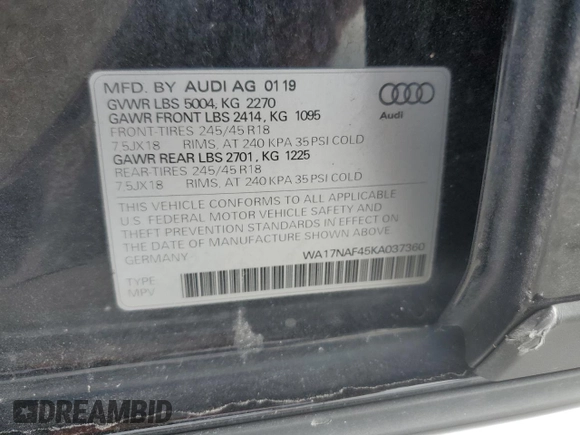 MFD. BY AUDI AG 01 19
GVWR LBS 5004, KG 2270
GAWR FRONT LBS 2414, KG 1095
FRONT-TIRES 245/45 R18
7.5JX18 RIMS, AT 240 KPA 35 PSI COLD
GAWR REAR LBS 2701, KG 1225
REAR-TIRES 245/45 R18
7.5JX18 RIMS, AT 240 KPA 35 PSI COLD
THIS VEHICLE CONFORMS TO ALL APPLICABLE
U.S. FEDERAL MOTOR VEHICLE SAFETY AND
THEFT PREVENTION STANDARDS IN EFFECT ON
THE DATE OF MANUFACTURE SHOWN ABOVE.
GERMANY
WA17NAF45KA037360
TYPE
MPV
Audi
DREAMBID